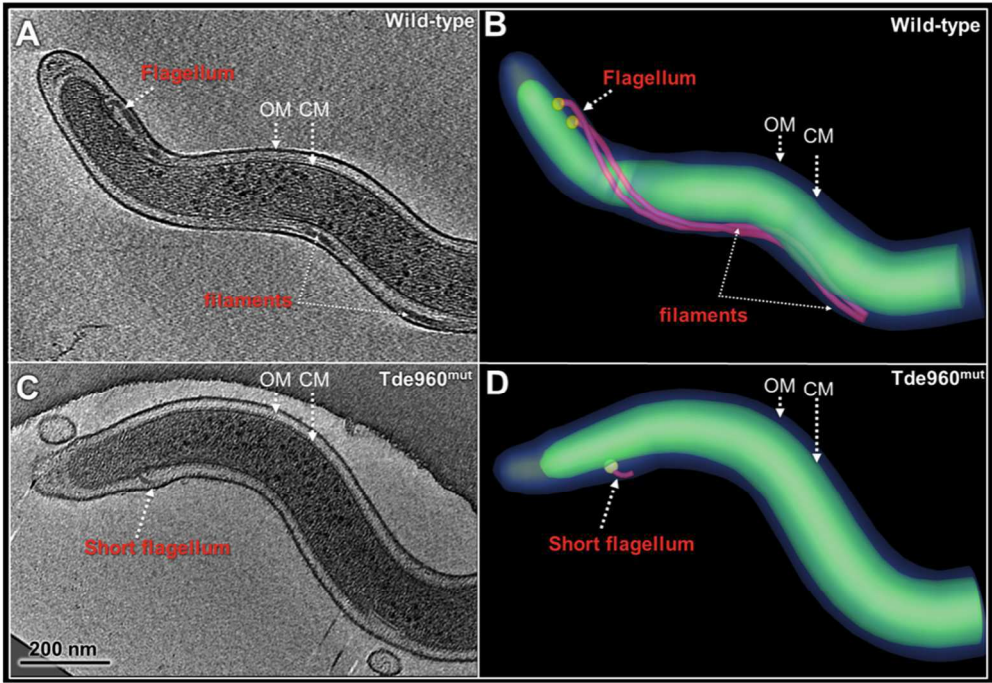 A
Wild-type
Flagellum
OM CM
filaments
B
Wild-type
Flagellum
OM
CM
filaments
C
Tde960mut
OM CM
Short flagellum
200 nm
D
Tde960mut
OM
CM
Short flagellum